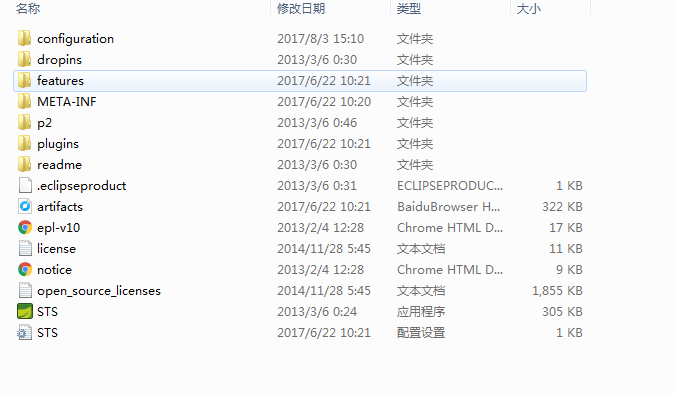 名称 修改日期 类型 大小
configuration 2017/8/3 15:10 文件夹
dropins 2013/3/6 0:30 文件夹
features 2017/6/22 10:21 文件夹
META-INF 2017/6/22 10:20 文件夹
p2 2013/3/6 0:46 文件夹
plugins 2017/6/22 10:21 文件夹
readme 2013/3/6 0:30 文件夹
.eclipseproduct 2013/3/6 0:31 ECLIPSEPRODUC... 1 KB
artifacts 2017/6/22 10:21 BaiduBrowser H... 322 KB
epl-v10 2013/2/4 12:28 Chrome HTML D... 17 KB
license 2014/11/28 5:45 文本文档 11 KB
notice 2013/2/4 12:28 Chrome HTML D... 9 KB
open_source_licenses 2014/11/28 5:45 文本文档 1,855 KB
STS 2013/3/6 0:24 应用程序 305 KB
STS 2017/6/22 10:21 配置设置 1 KB